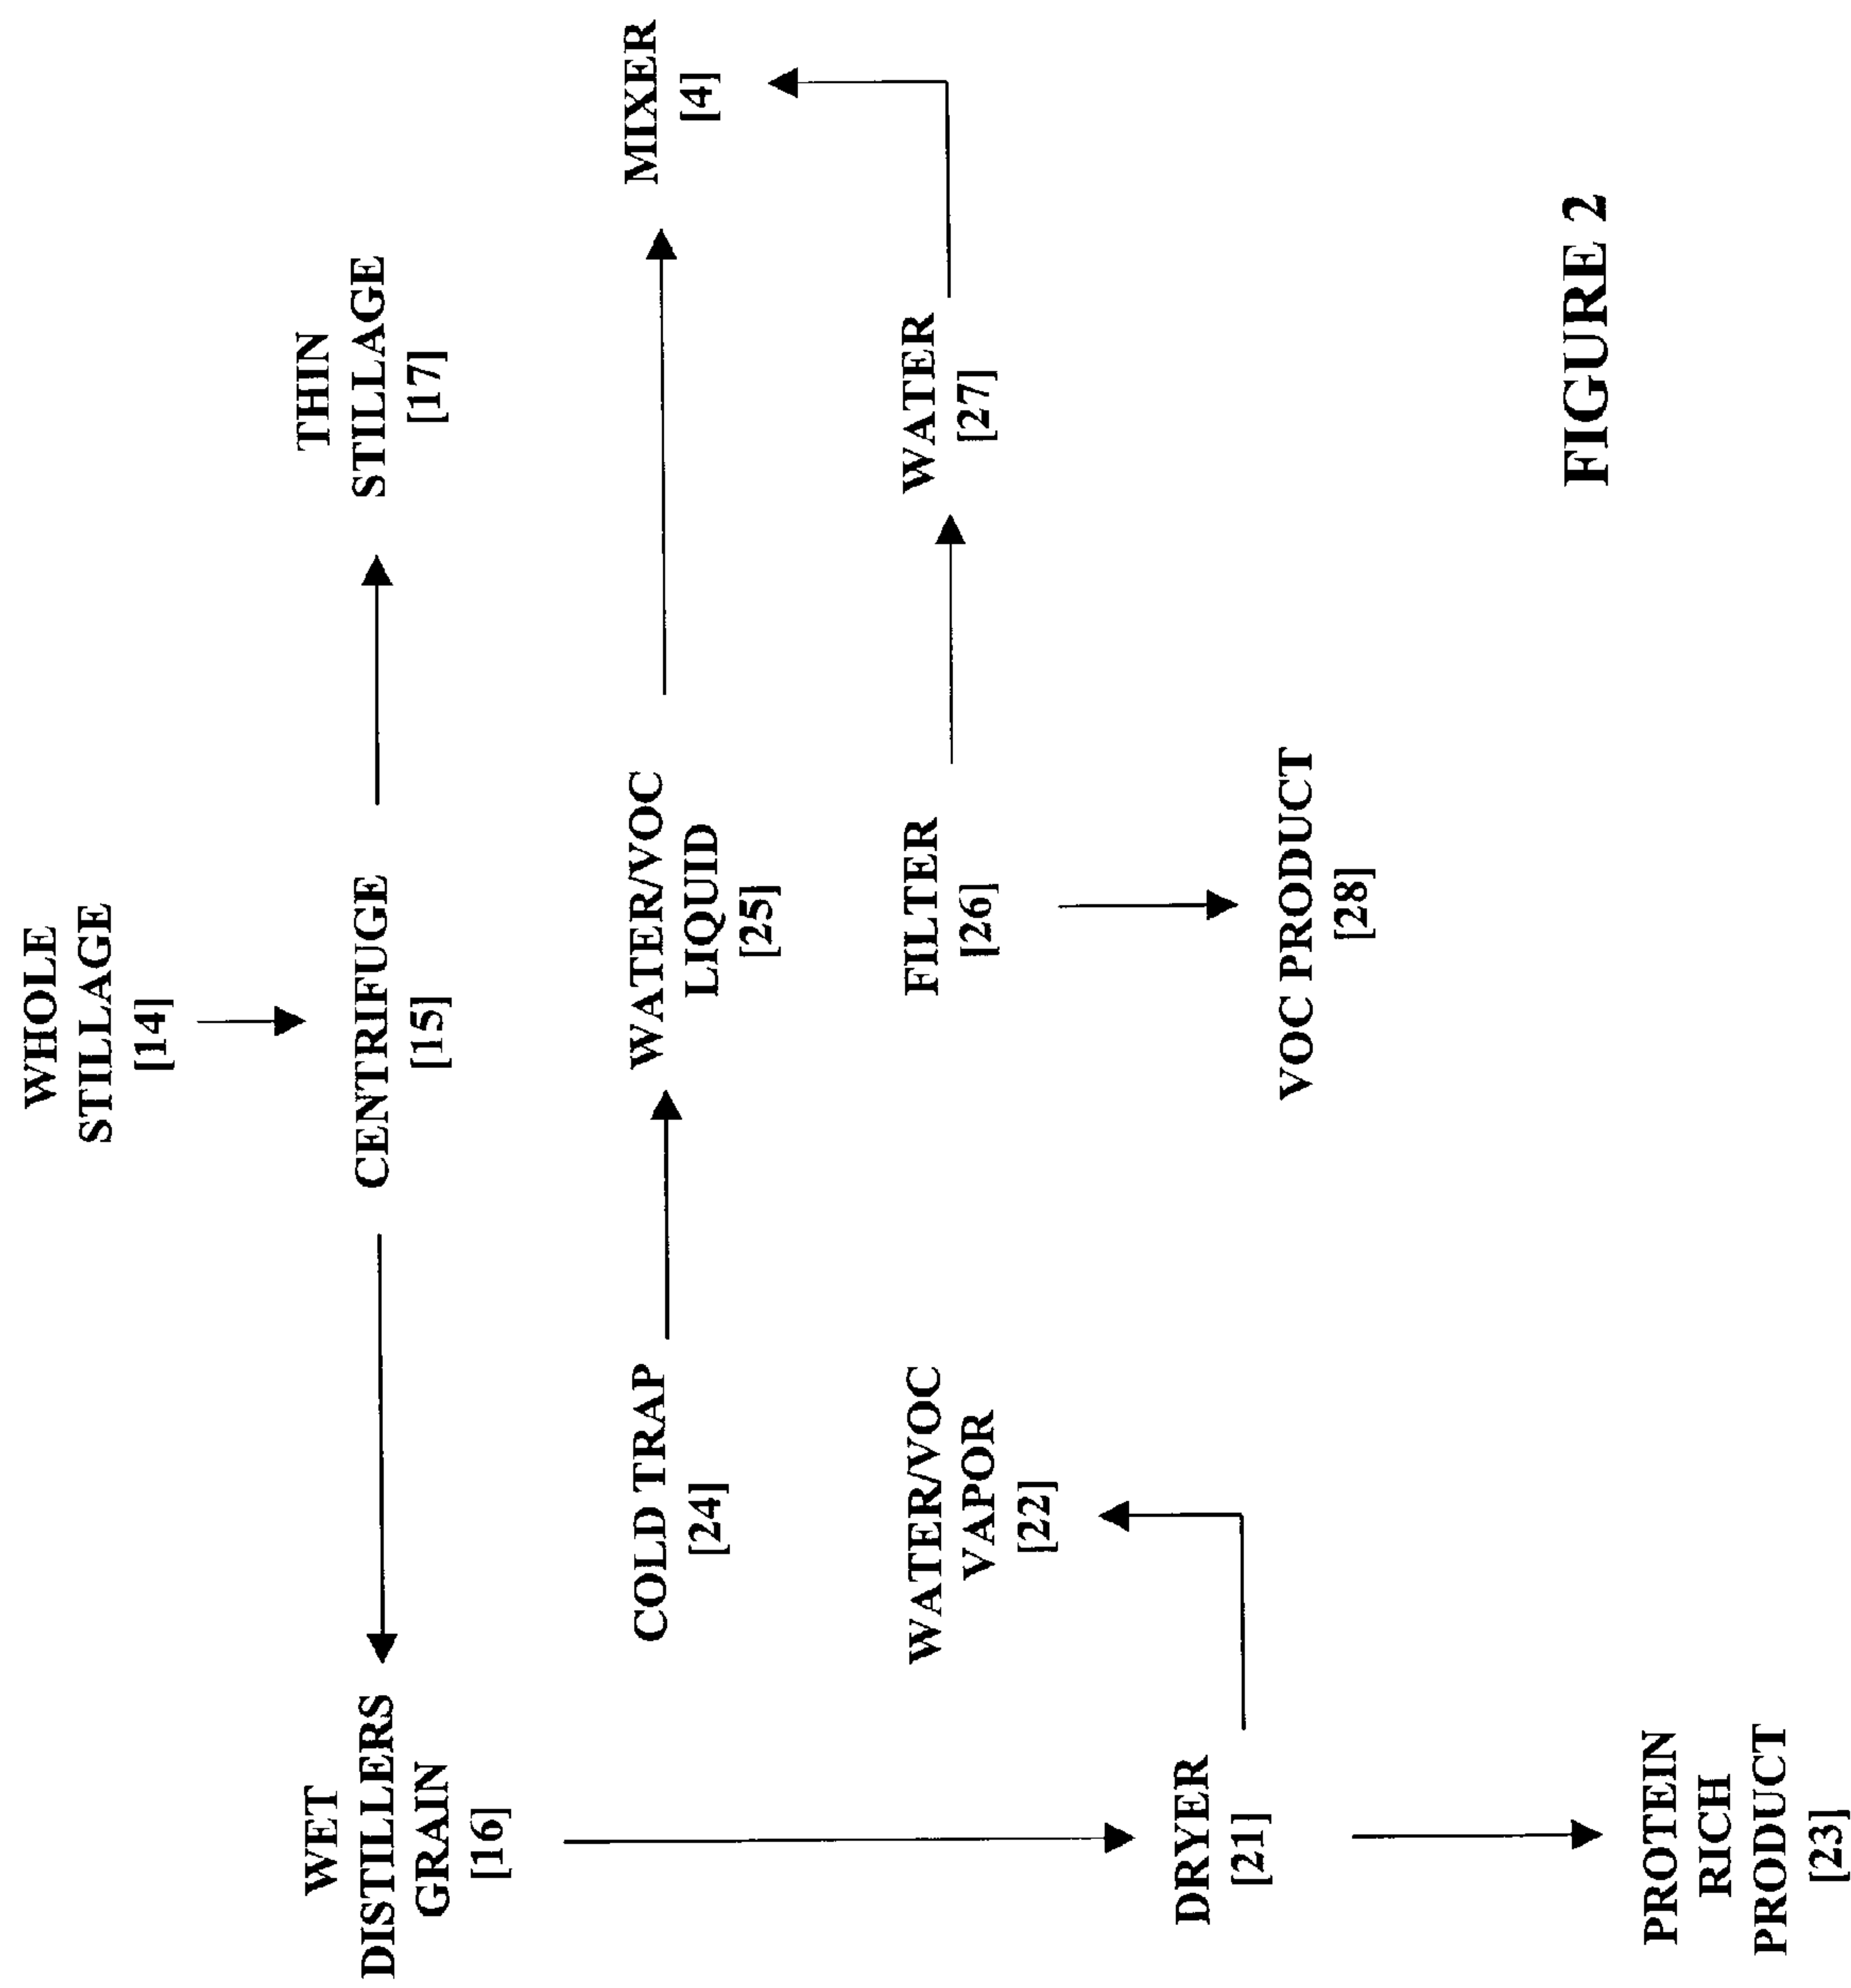 WHOLE
STILLAGE
[14]
WET
DISTILLERS
GRAIN
[16]
CENTRIFUGE
[15]
THIN
STILLAGE
[17]
COLD TRAP
[24]
WATER/VOC
LIQUID
[25]
MIXER
[4]
WATER/VOC
VAPOR
[22]
FILTER
[26]
WATER
[27]
DRYER
[21]
VOC PRODUCT
[28]
PROTEIN
RICH
PRODUCT
[23]
FIGURE 2